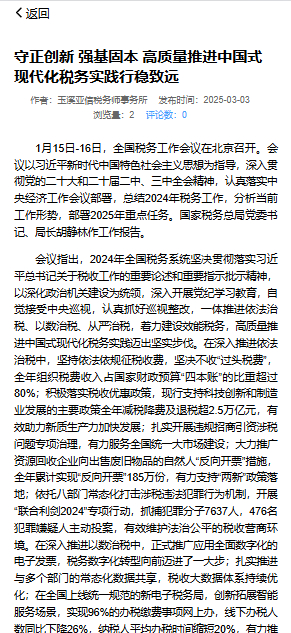 返回
守正创新 强基固本 高质量推进中国式
现代化税务实践行稳致远
作者：玉溪亚信税务师事务所 发布时间：2025-03-03
浏览量：2 评论数：0
1月15日-16日，全国税务工作会议在北京召开。会
议以习近平新时代中国特色社会主义思想为指导，深入贯
彻党的二十大和二十届二中、三中全会精神，认真落实中
央经济工作会议部署，总结2024年税务工作，分析当前
工作形势，部署2025年重点任务。国家税务总局党委书
记、局长胡静林作工作报告。
会议指出，2024年全国税务系统坚决贯彻落实习近
平总书记关于税收工作的重要论述和重要指示批示精神，
以深化政治机关建设为统领，深入开展党纪学习教育，自
觉接受中央巡视，认真抓好巡视整改，一体推进依法治
税、以数治税、从严治税，着力建设效能税务，高质量推
进中国式现代化税务实践迈出坚实步伐。在深入推进依法
治税中，坚持依法依规征税收费，坚决不收“过头税费”，
全年组织税费收入占国家财政预算“四本账”的比重超过
80%；积极落实税收优惠政策，现行支持科技创新和制造
业发展的主要政策全年减税降费及退税超2.5万亿元，有
效助力新质生产力加快发展；扎实开展违规招商引资涉税
问题专项治理，有力服务全国统一大市场建设；大力推广
资源回收企业向出售废旧物品的自然人“反向开票”措施，
全年累计实现“反向开票”185万份，有力支持“两新”政策落
地；依托八部门常态化打击涉税违法犯罪行为机制，开展
“联合利剑2024”专项行动，抓捕犯罪分子7637人，476
名犯罪嫌疑人主动投案，有效维护法治公平的税收营商环
境。在深入推进以数治税中，正式推广应用全面数字化的
电子发票，税务数字化转型向前迈进了一大步；扎实推进
与多个部门的常态化数据共享，税收大数据体系持续优
化；在全国上线统一规范的新电子税务局，创新拓展智能
服务场景，实现96%的办税缴费事项网上办，线下办税人
数同比下降26%，纳税人平均办税时间缩短20%，有力推